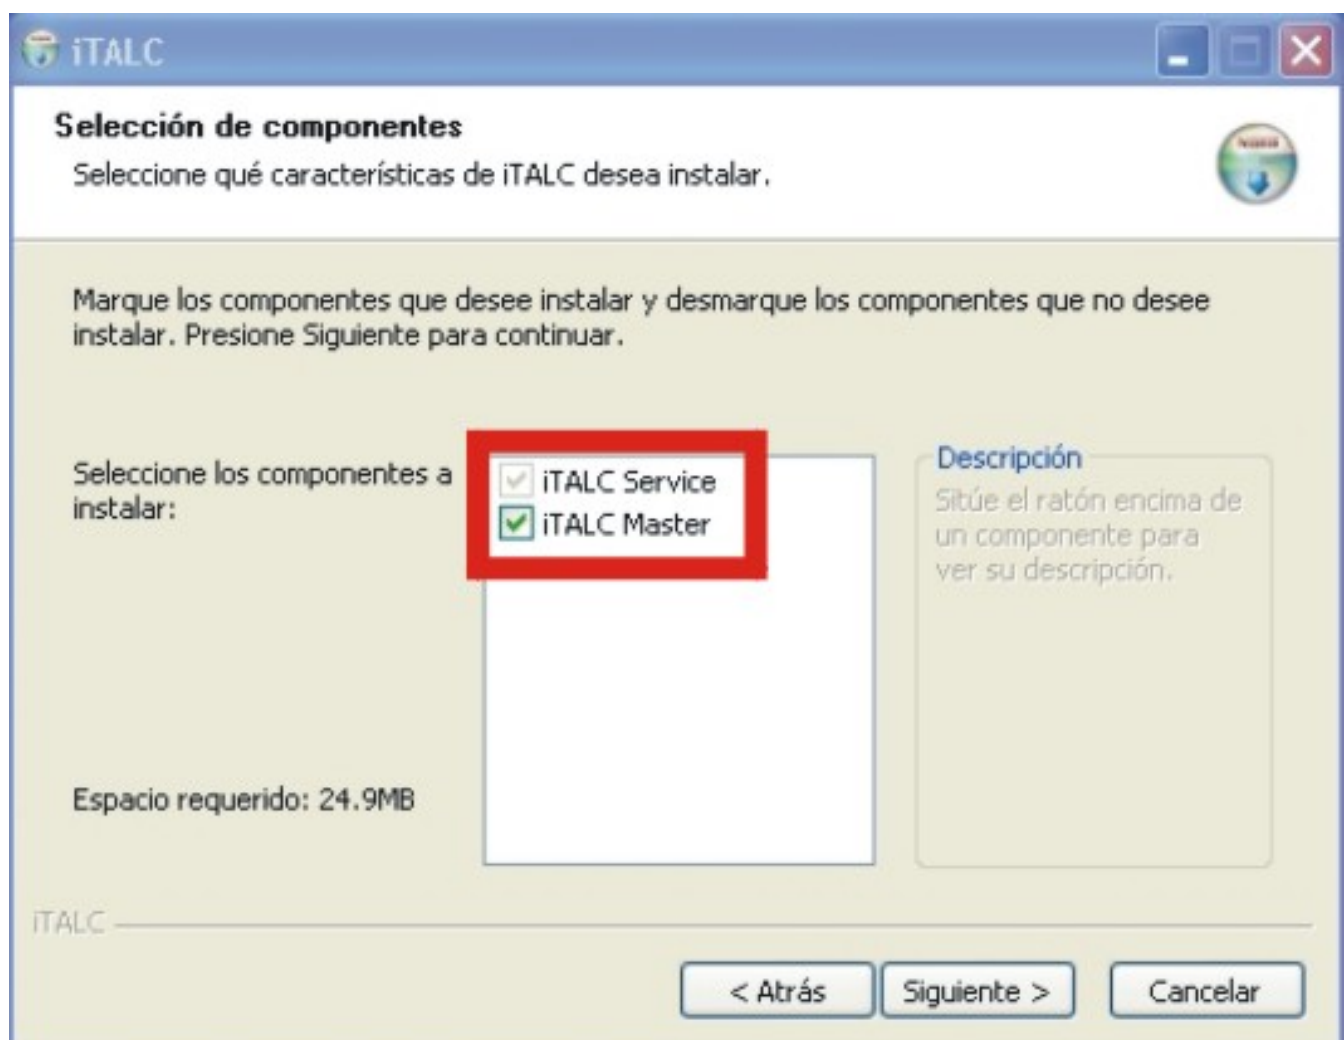 iTALC
Selección de componentes
Seleccione qué características de iTALC desea instalar.
Marque los componentes que desee instalar y desmarque los componentes que no desee
instalar. Presione Siguiente para continuar.
Seleccione los componentes a
instalar:
iTALC Service
iTALC Master
Descripción
Sitúe el ratón encima de
un componente para
ver su descripción.
Espacio requerido: 24.9MB
iTALC
< Atrás
Siguiente >
Cancelar